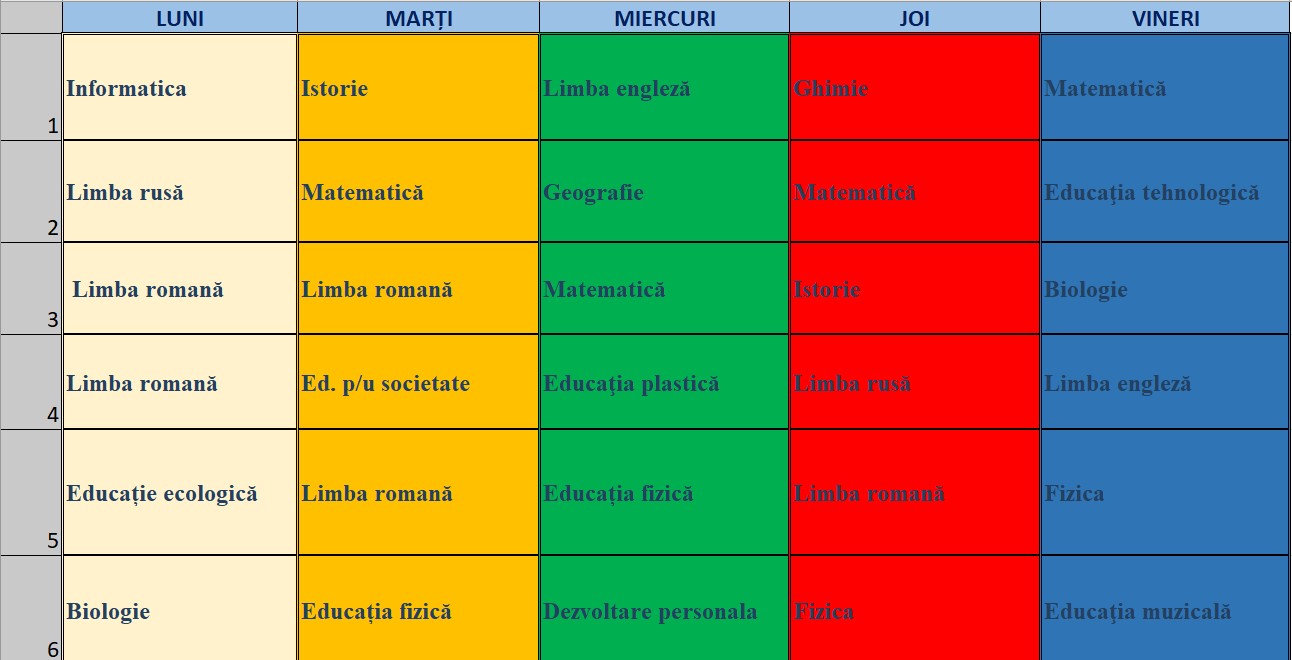 LUNI MARȚI MIERCURI JOI VINERI
1 Informatica Istorie Limba engleză Ghimie Matematică
2 Limba rusă Matematică Geografie Matematică Educaţia tehnologică
3 Limba romană Limba romană Matematică Istorie Biologie
4 Limba romană Ed. p/u societate Educaţia plastică Limba rusă Limba engleză
5 Educație ecologică Limba romană Educaţia fizică Limba romană Fizica
6 Biologie Educația fizică Dezvoltare personala Fizica Educaţia muzicală